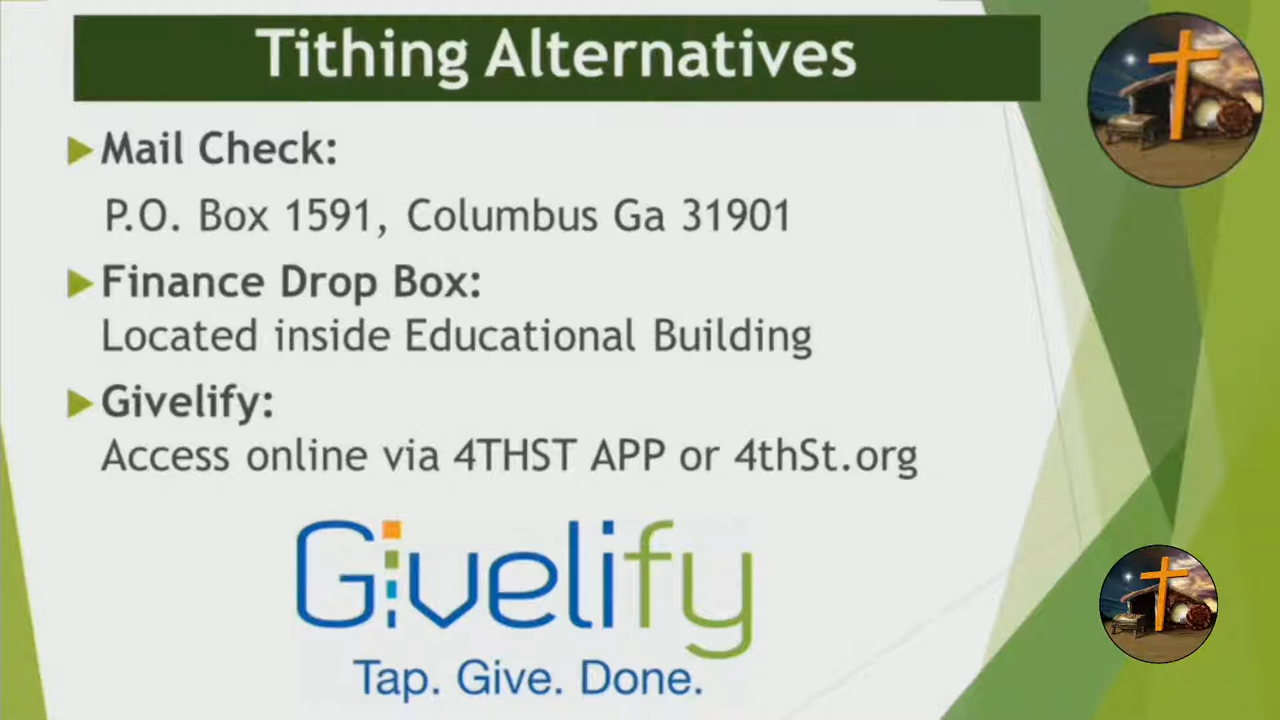 Tithing Alternatives
Mail Check:
P.O. Box 1591, Columbus Ga 31901
Finance Drop Box:
Located inside Educational Building
Givelify:
Access online via 4THST APP or 4thSt.org
Givelify
Tap. Give. Done.